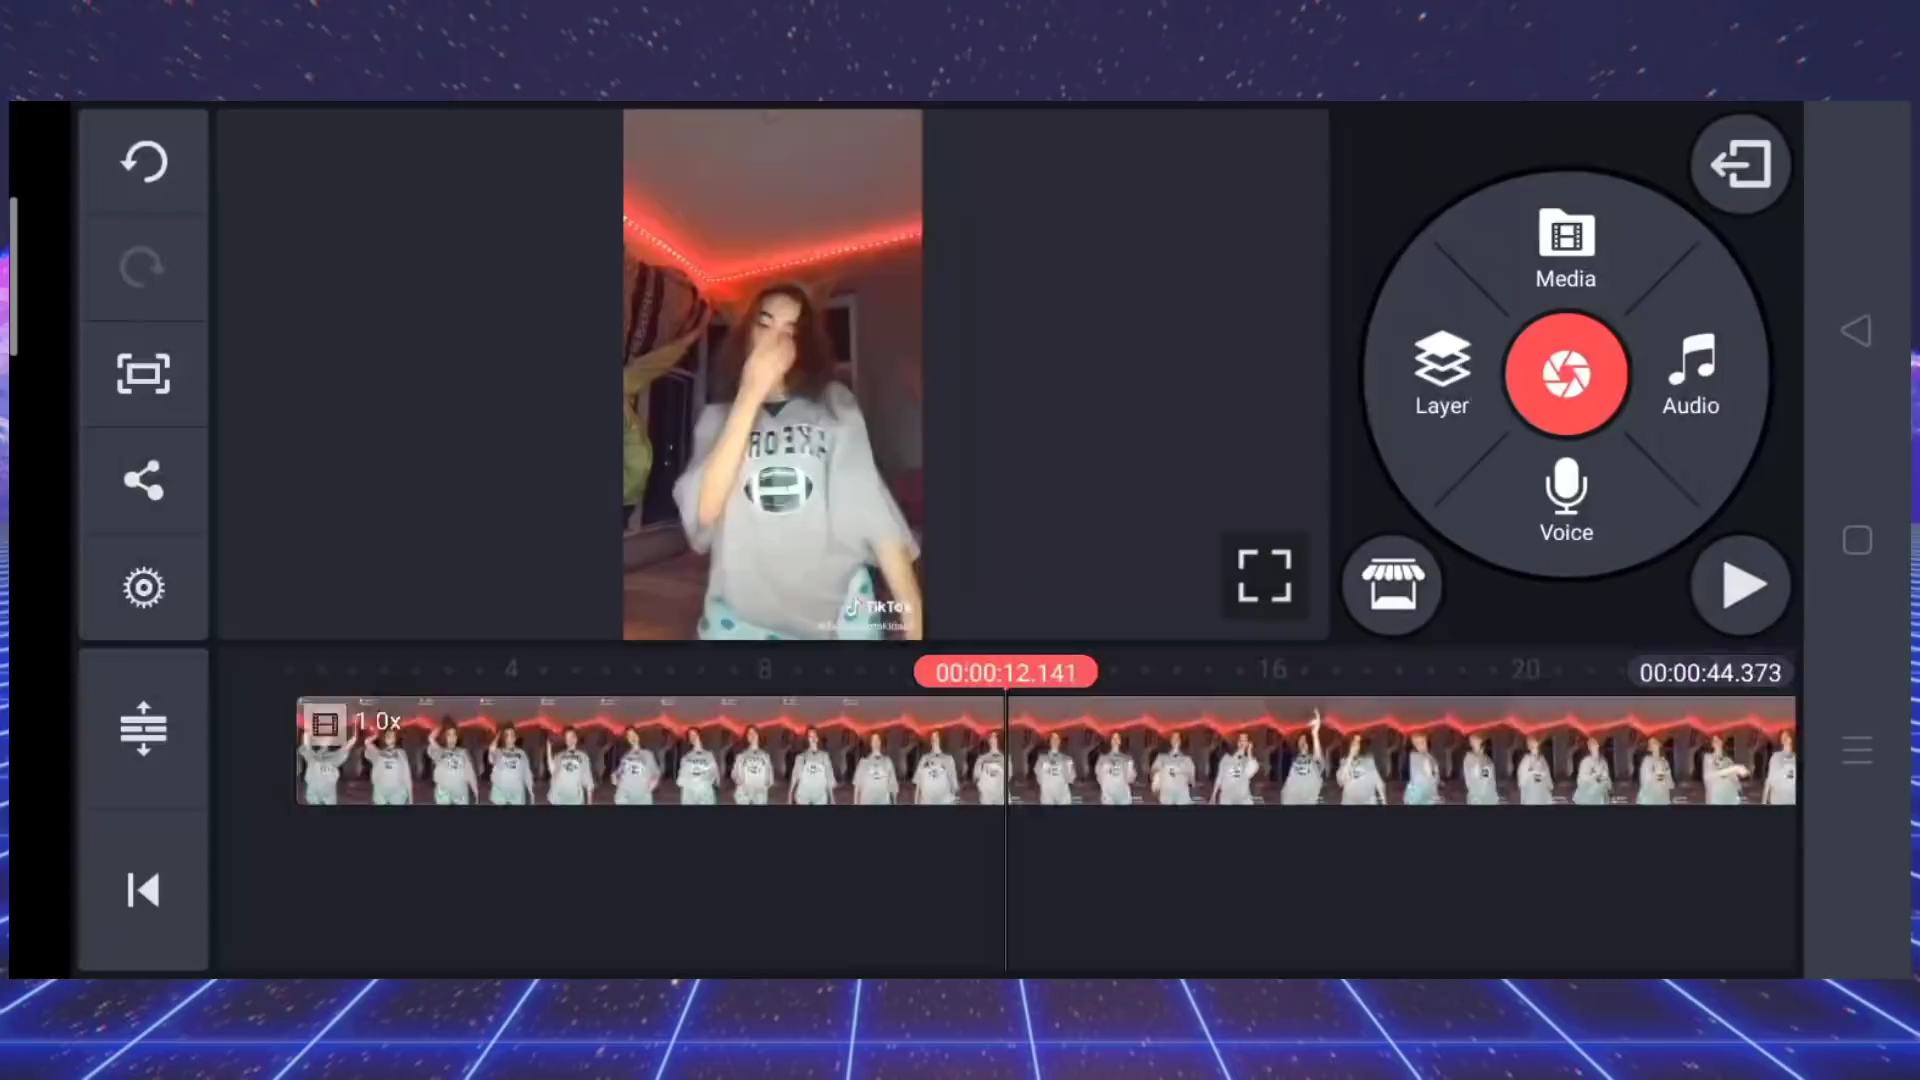 Media
Layer
Audio
Voice
TikTok
4
8
00:00:12.141
16
20
00:00:44.373
1.0x